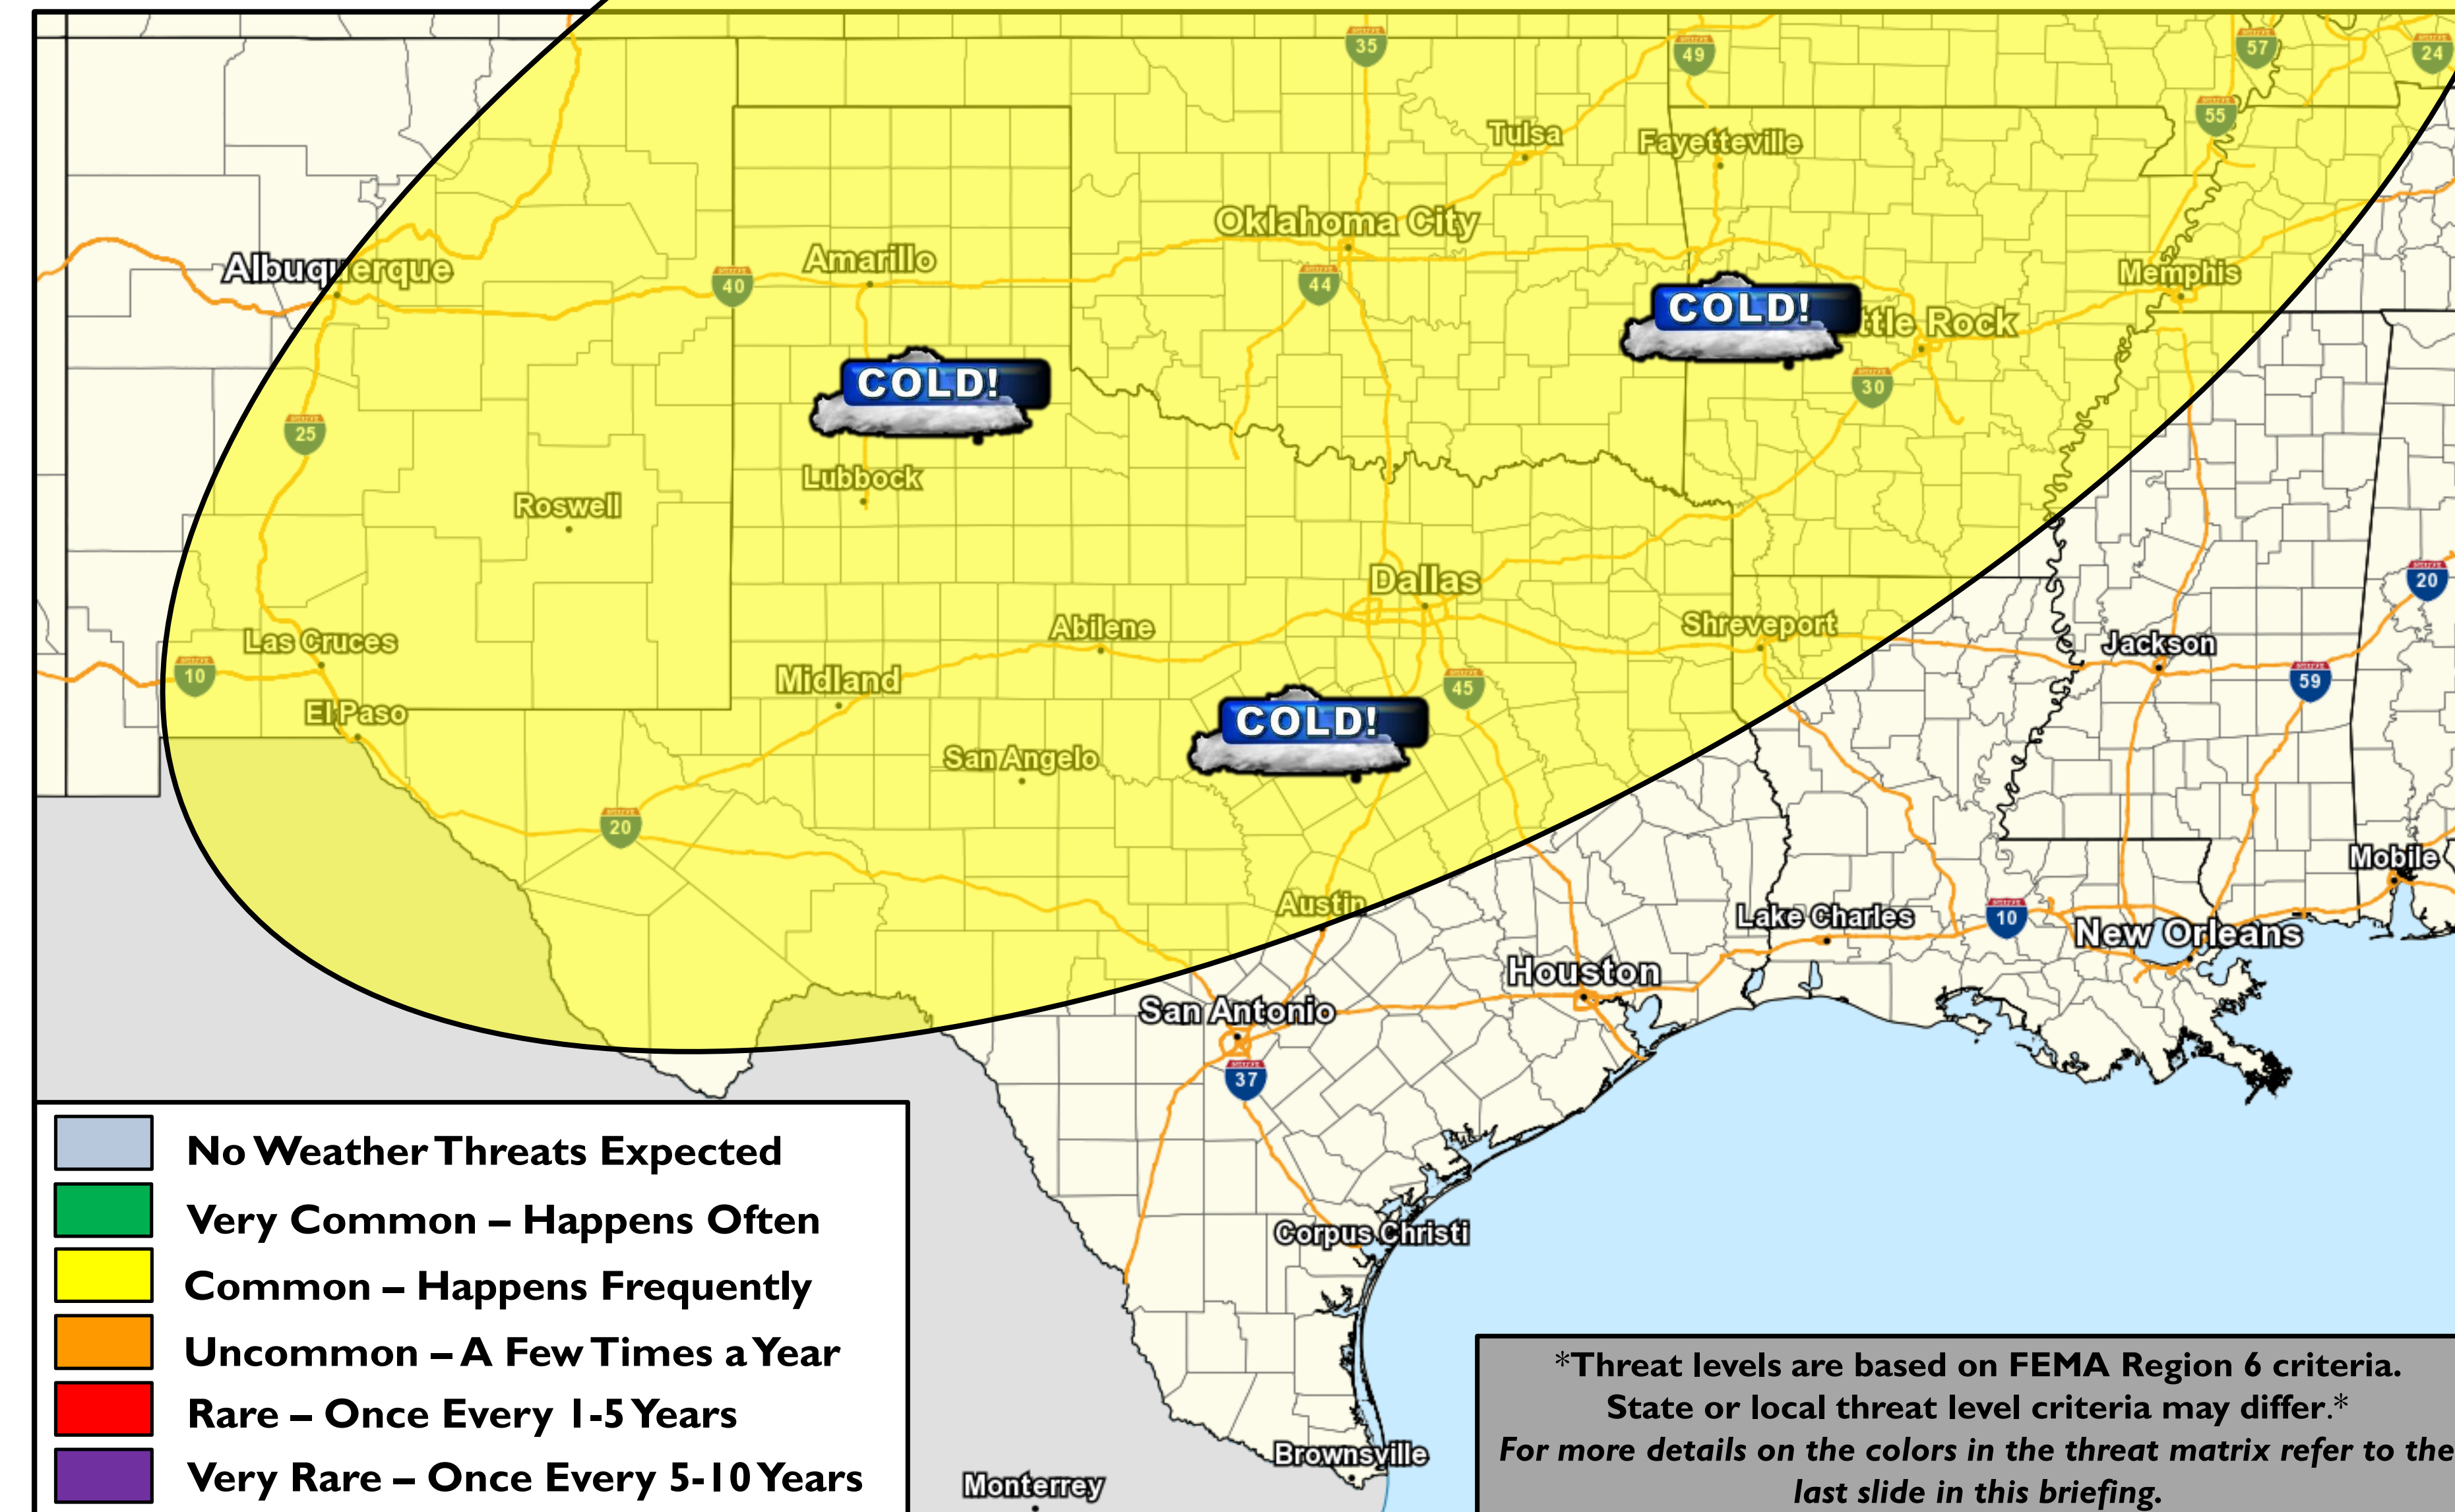 35
49
57
24
55
Tulsa
Fayetteville
Oklahoma City
Albuquerque
Amarillo
40
44
Memphis
COLD!
ttle Rock
COLD!
30
25
Lubbock
Roswell
Dallas
20
Las Cruces
Abilene
Shreveport
Jackson
10
Midland
45
59
El Paso
COLD!
San Angelo
20
Mobile
Austin
Lake Charles
10
New Orleans
Houston
San Antonio
37
No Weather Threats Expected
Very Common – Happens Often
Corpus Christi
Common – Happens Frequently
Uncommon – A Few Times a Year
Rare – Once Every 1-5 Years
Very Rare – Once Every 5-10 Years
Brownsville
Monterrey
*Threat levels are based on FEMA Region 6 criteria.
State or local threat level criteria may differ.*
For more details on the colors in the threat matrix refer to the
last slide in this briefing.